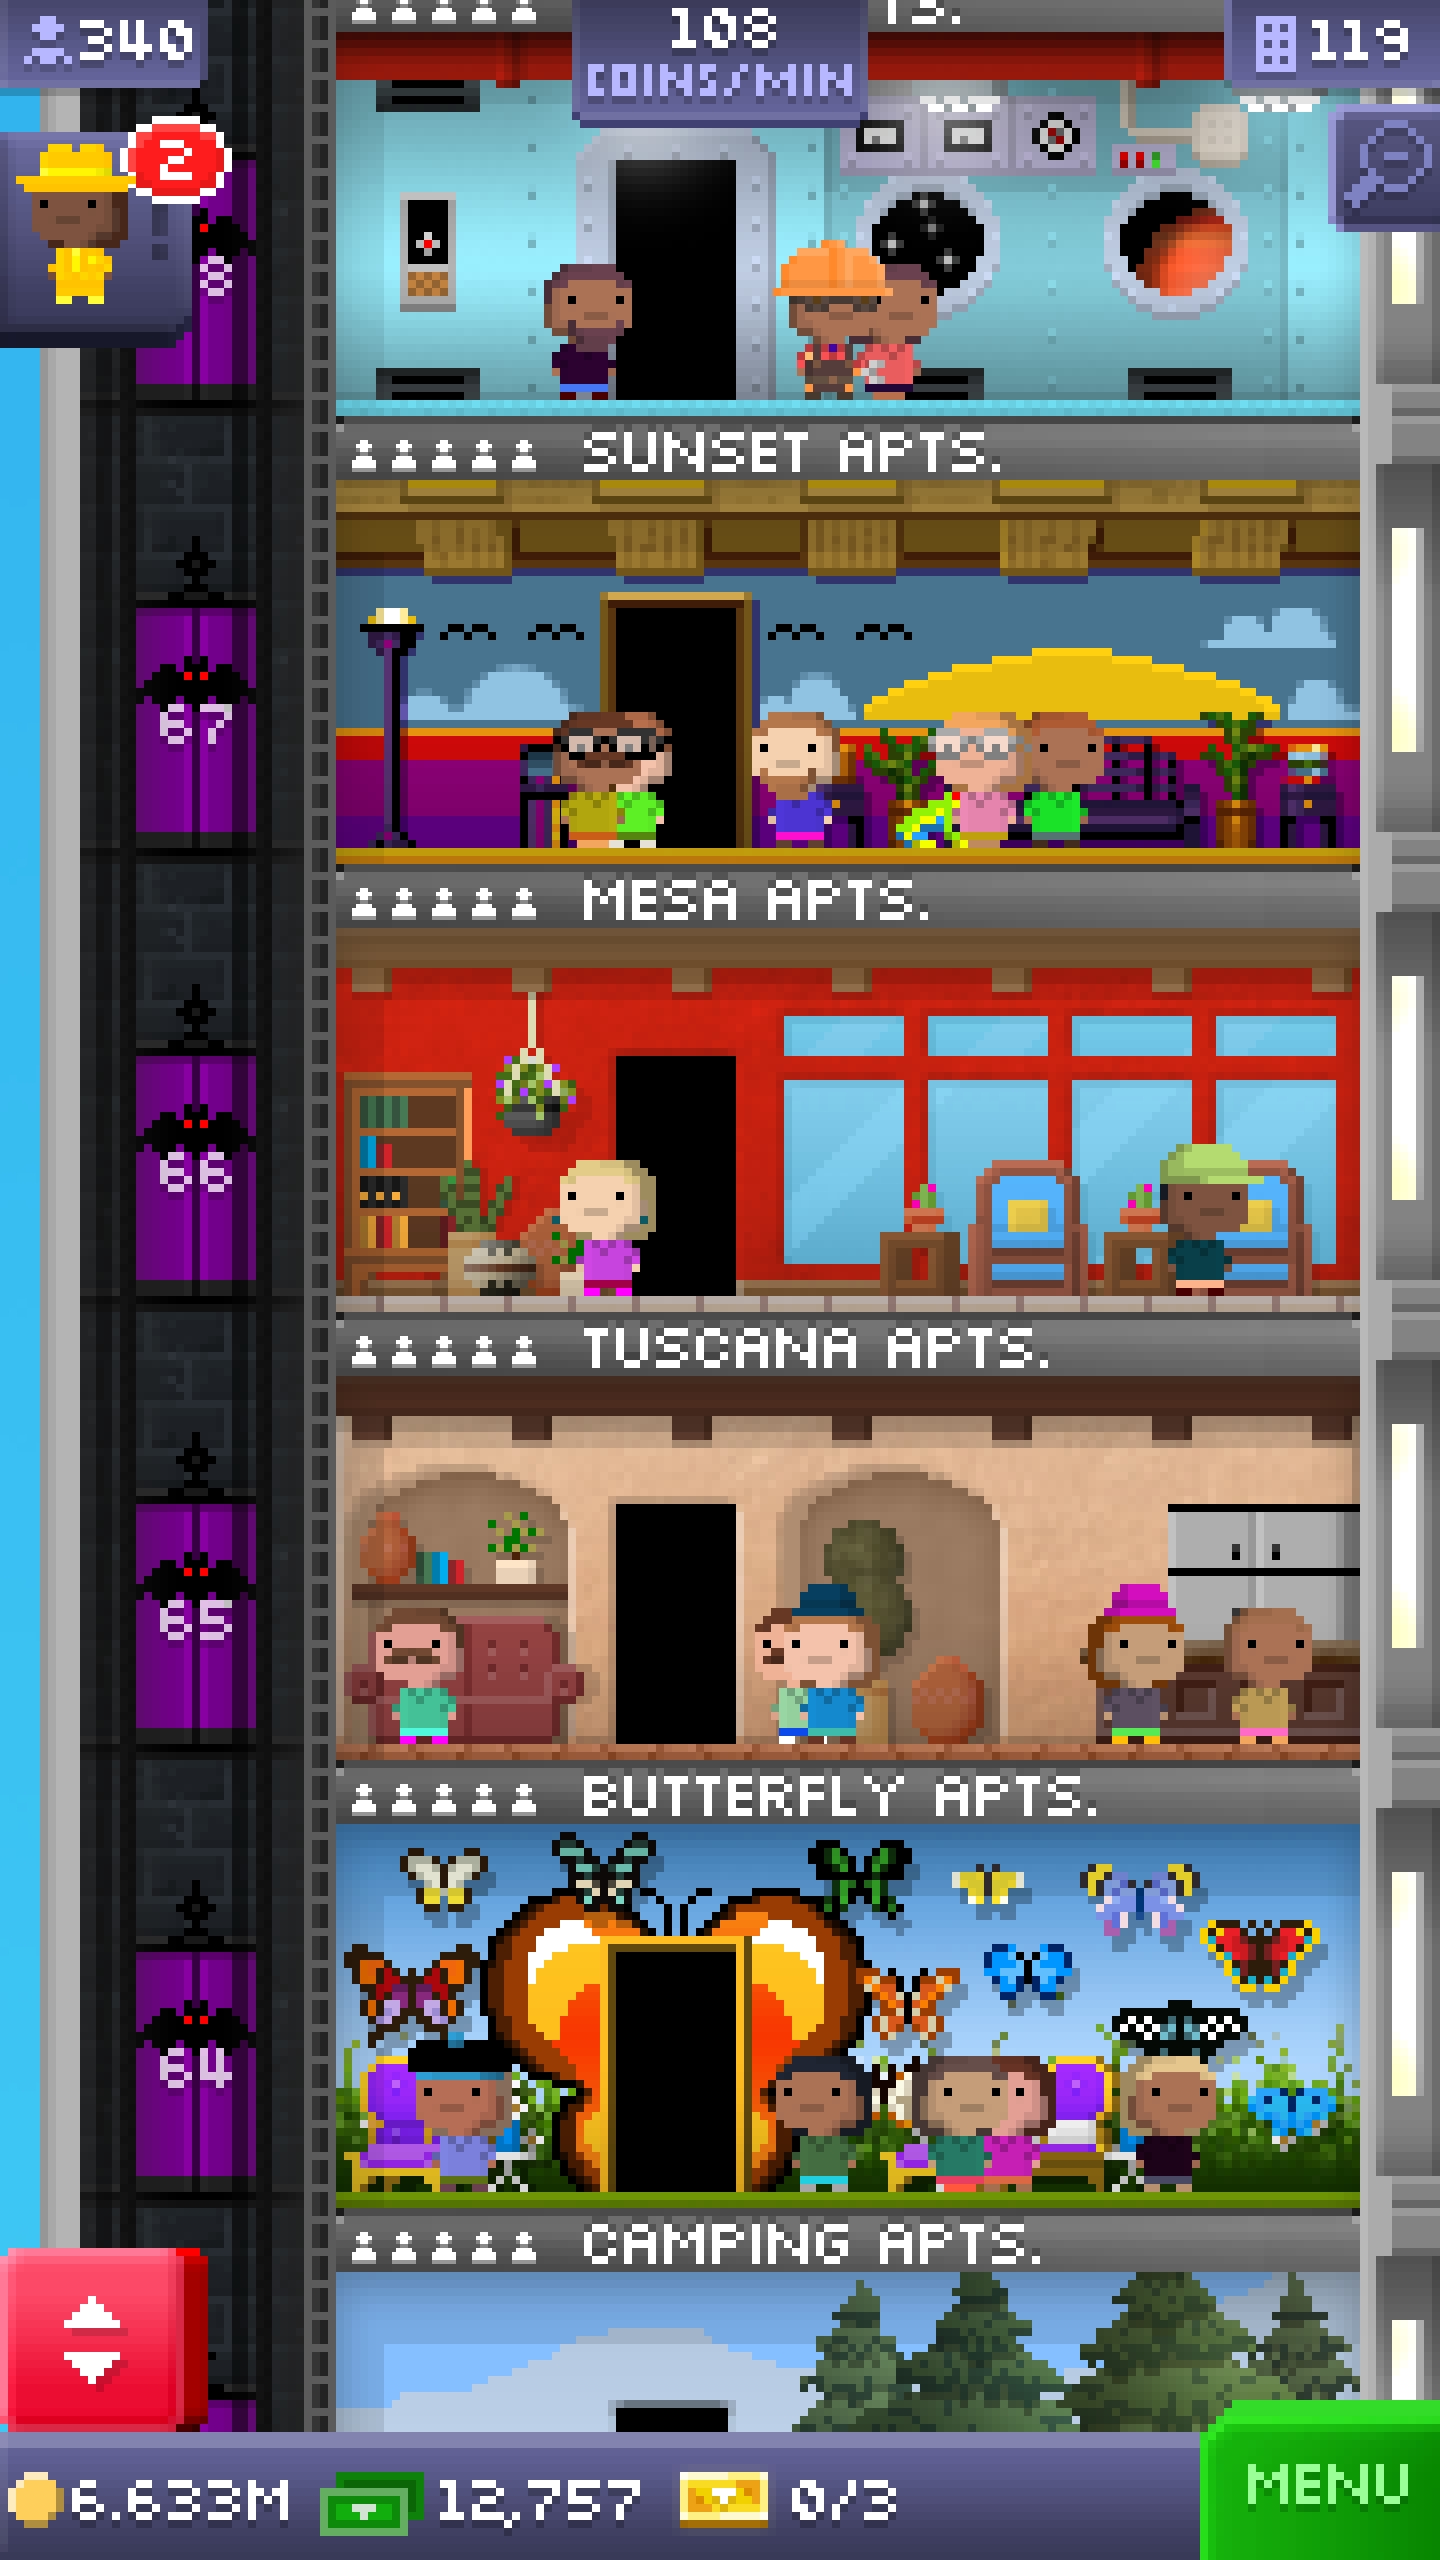 340
108
COINS/MIN
TS.
119
2
8
SUNSET APTS.
67
MESA APTS.
66
TUSCANA APTS.
65
BUTTERFLY APTS.
64
CAMPING APTS.
6.633M
12,757
0/3
MENU